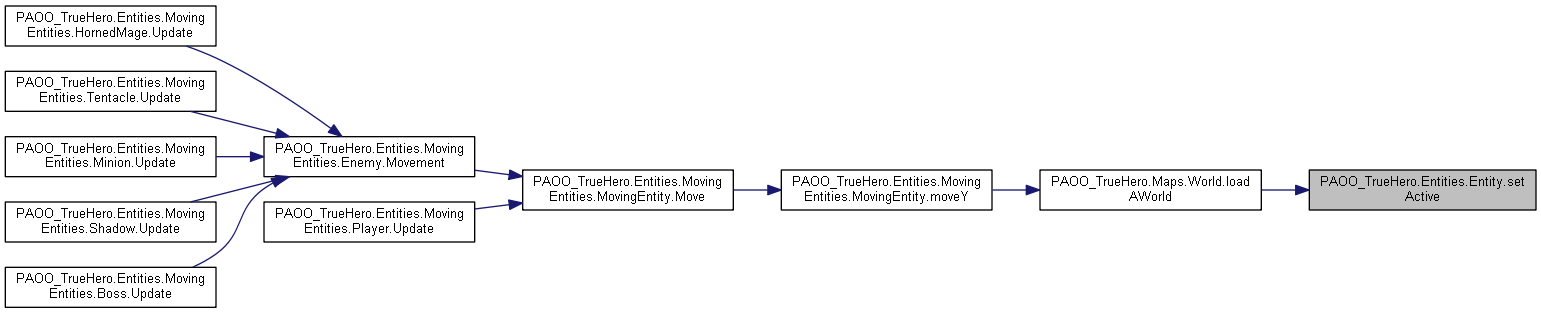 PAOO_TrueHero.Entities.Moving
Entities.HornedMage.Update
PAOO_TrueHero.Entities.Moving
Entities.Tentacle.Update
PAOO_TrueHero.Entities.Moving
Entities.Minion.Update
PAOO_TrueHero.Entities.Moving
Entities.Shadow.Update
PAOO_TrueHero.Entities.Moving
Entities.Boss.Update
PAOO_TrueHero.Entities.Moving
Entities.Enemy.Movement
PAOO_TrueHero.Entities.Moving
Entities.Player.Update
PAOO_TrueHero.Entities.Moving
Entities.MovingEntity.Move
PAOO_TrueHero.Entities.Moving
Entities.MovingEntity.moveY
PAOO_TrueHero.Maps.World.load
AWorld
PAOO_TrueHero.Entities.Entity.set
Active